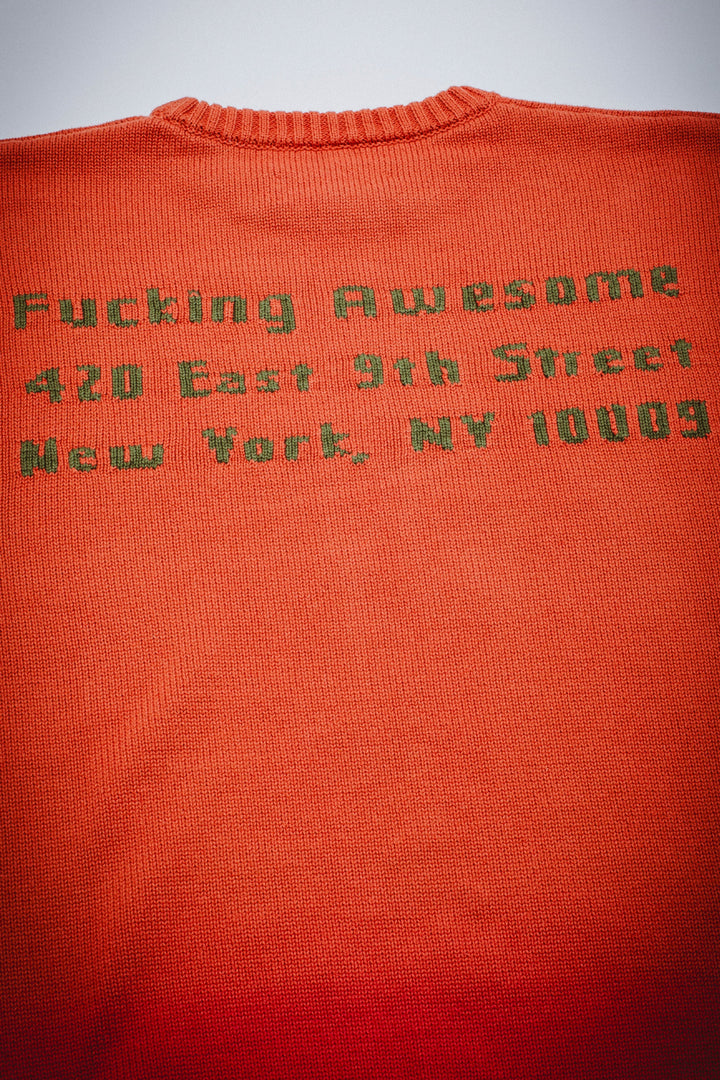 Fucking Awesome
420 East 9th Street
New York, NY 10009